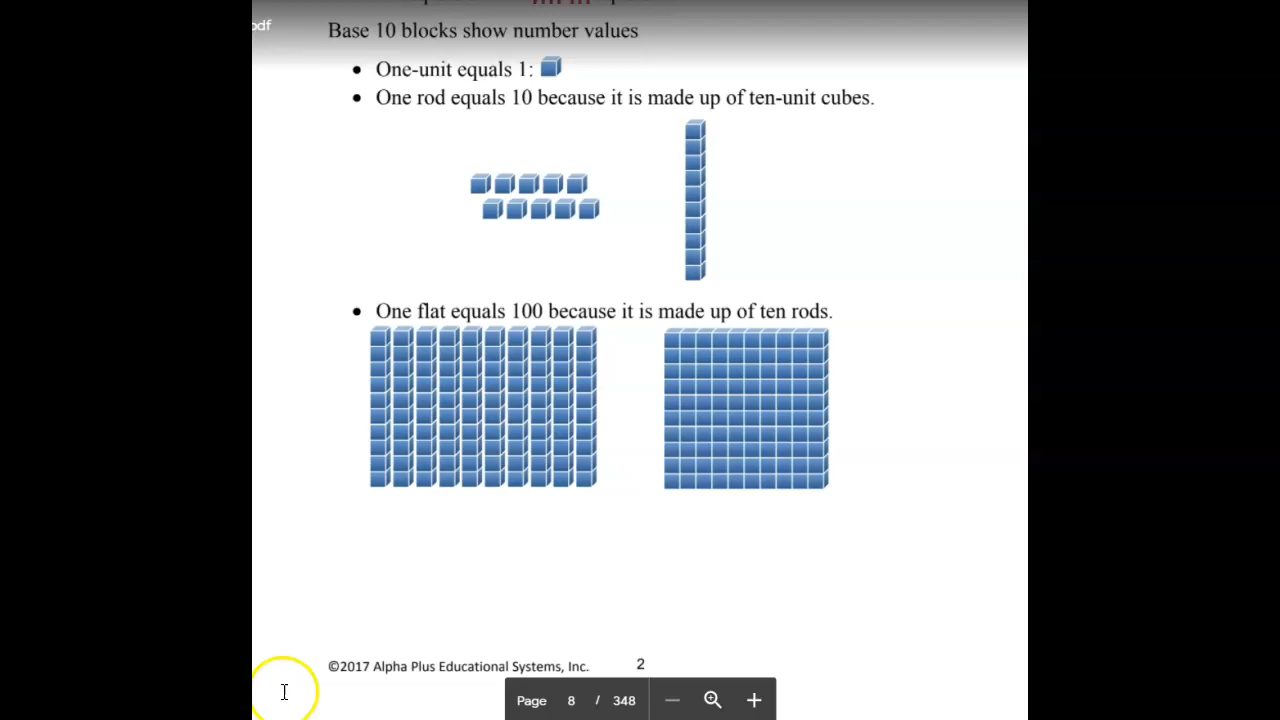 pdf
Base 10 blocks show number values
• One-unit equals 1:
• One rod equals 10 because it is made up of ten-unit cubes.
• One flat equals 100 because it is made up of ten rods.
©2017 Alpha Plus Educational Systems, Inc. 2
Page 8 / 348